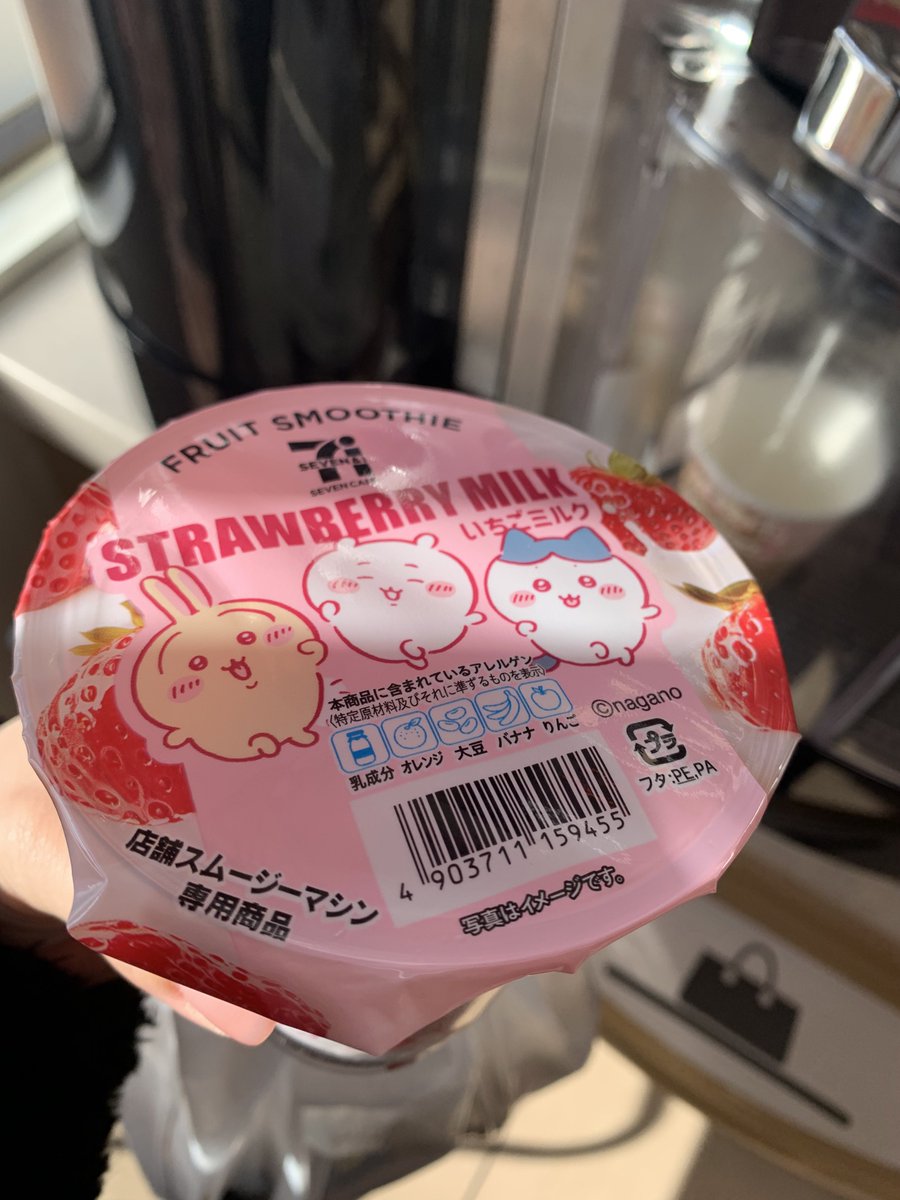 FRUIT SMOOTHIE
SEVEN&i
SEVEN CAFÉ
STRAWBERRY MILK
いちごミルク
本商品に含まれているアレルゲン
(特定原材料及びそれに準ずるものを表示)
乳成分 オレンジ 大豆 バナナ りんご
©nagano
プラ
フタ:PE,PA
4 903711 159455
店舗スムージーマシン
専用商品
写真はイメージです。